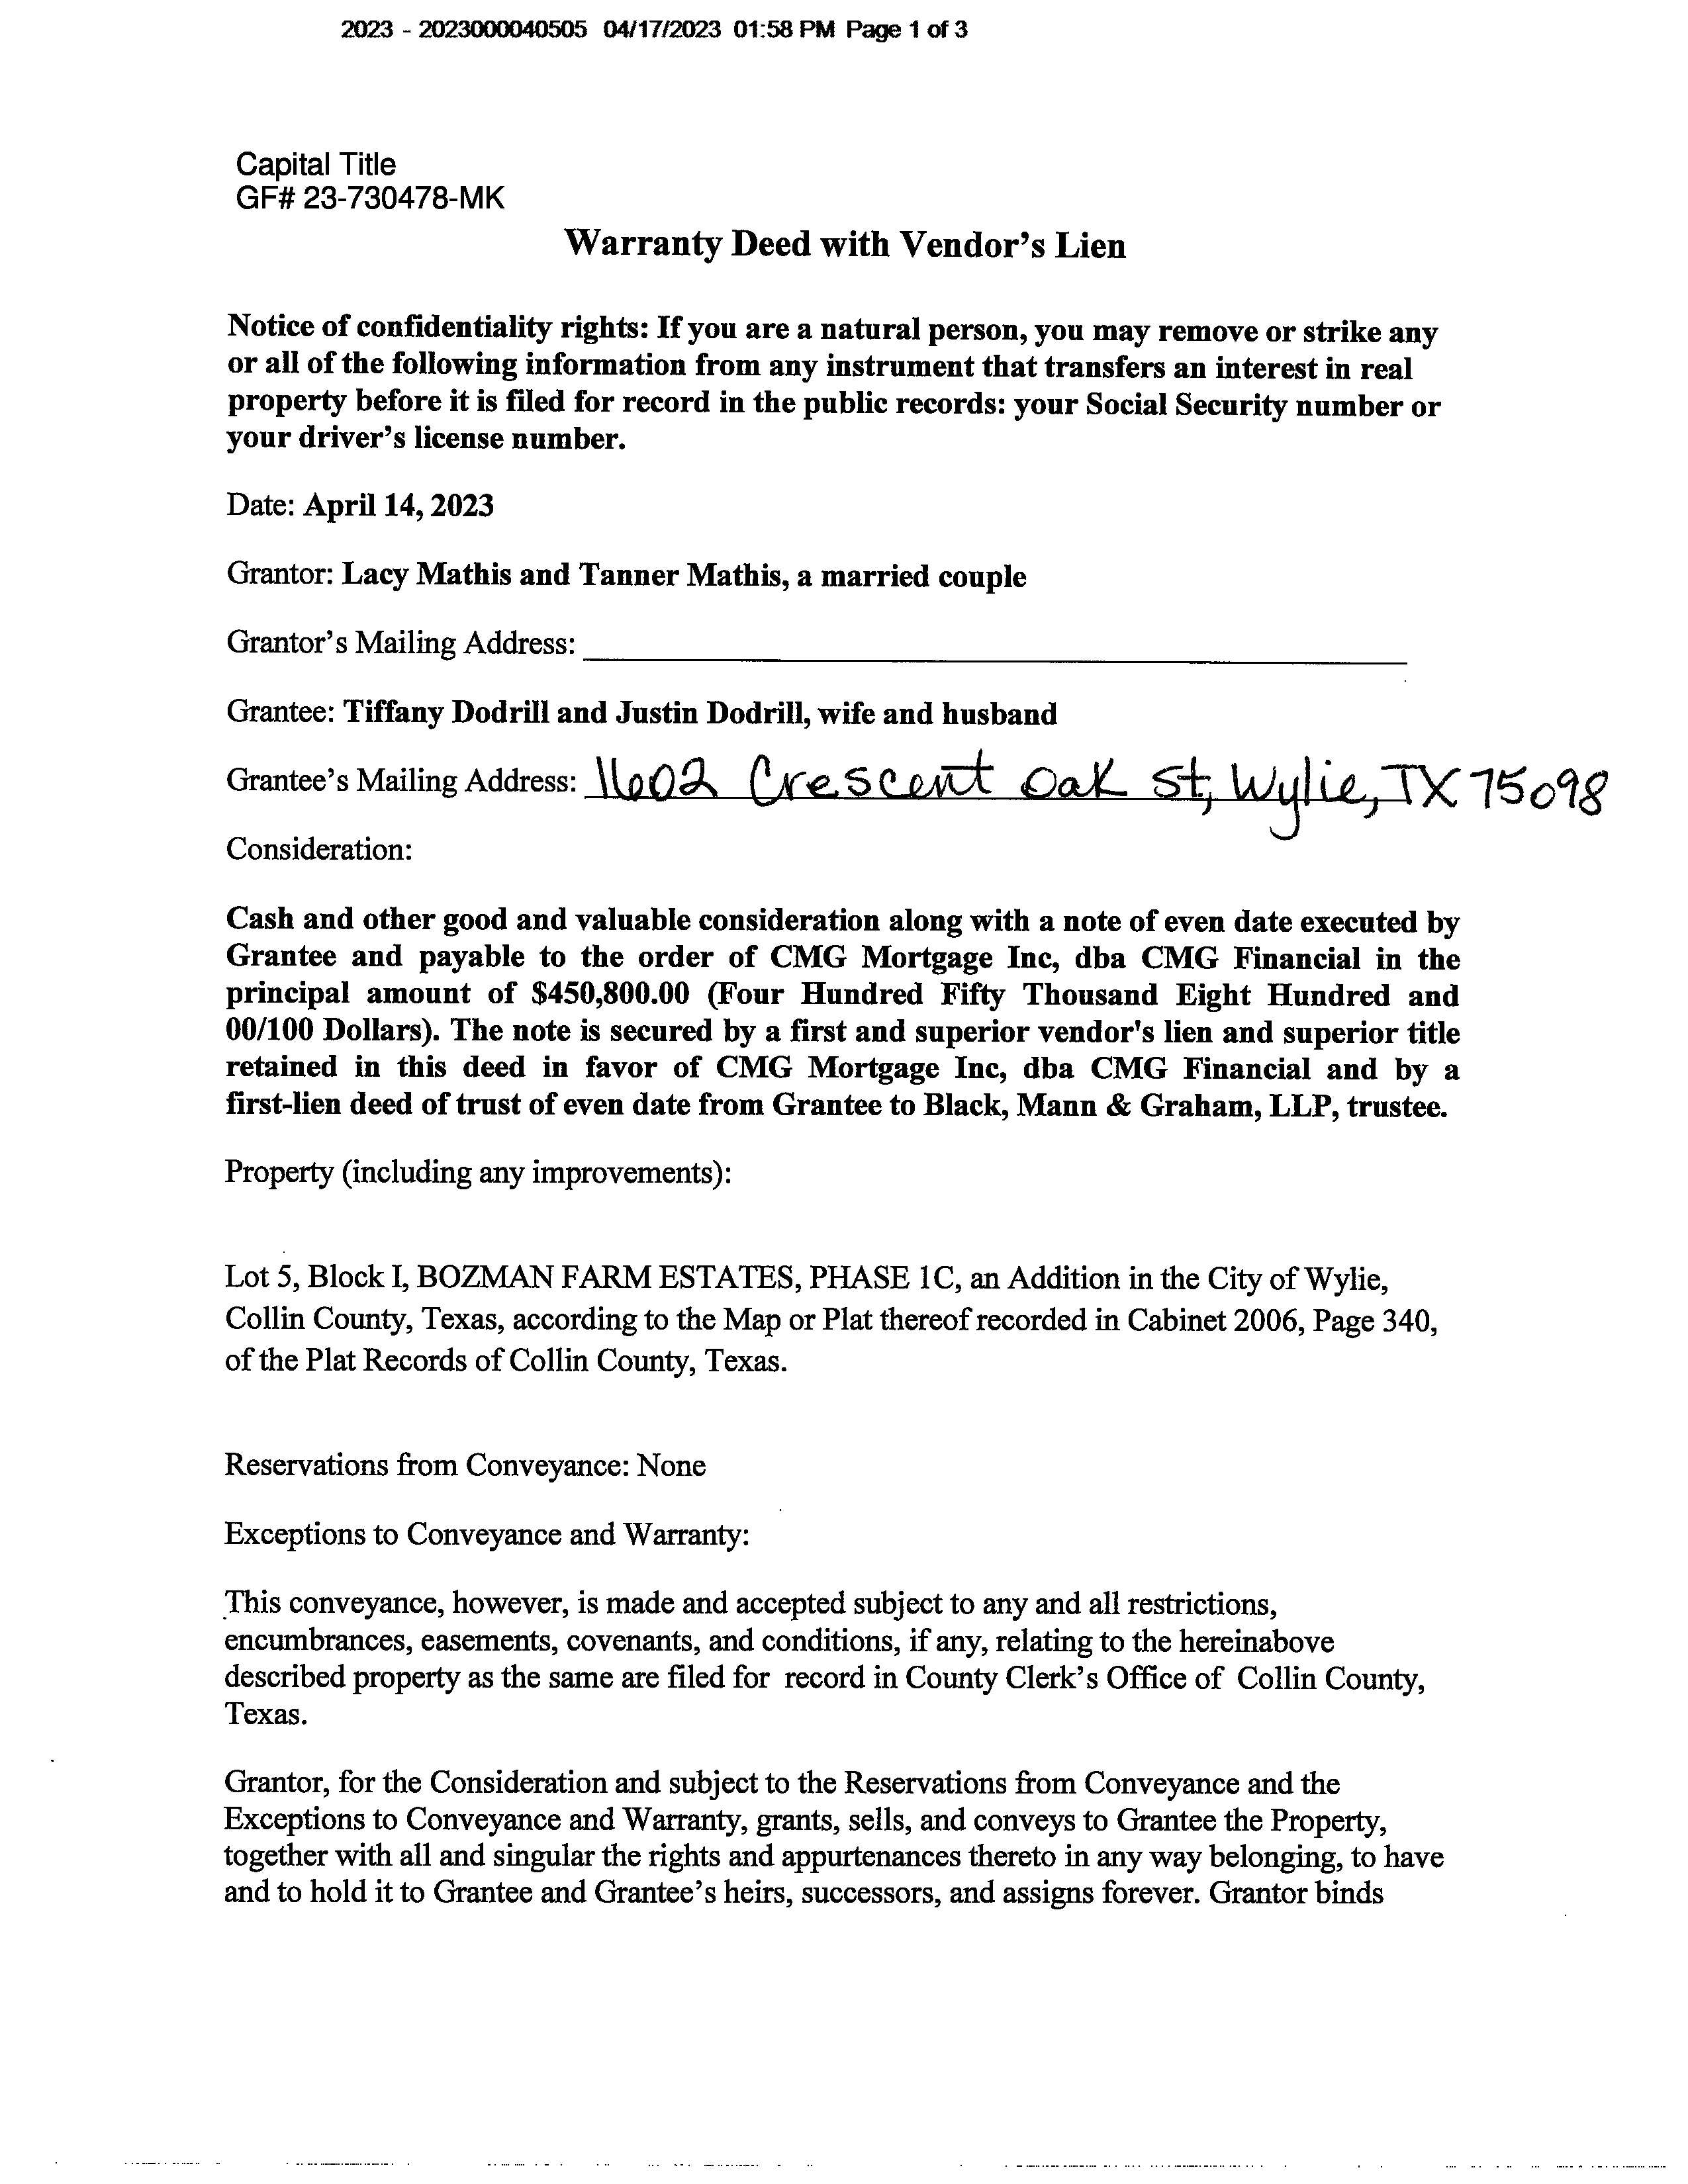 2023 - 2023000040505 04/17/2023 01:58 PM Page 1 of 3
Capital Title
GF# 23-730478-MK
Warranty Deed with Vendor's Lien
Notice of confidentiality rights: If you are a natural person, you may remove or strike any
or all of the following information from any instrument that transfers an interest in real
property before it is filed for record in the public records: your Social Security number or
your driver's license number.
Date: April 14, 2023
Grantor: Lacy Mathis and Tanner Mathis, a married couple
Grantor's Mailing Address:
Grantee: Tiffany Dodrill and Justin Dodrill, wife and husband
Grantee's Mailing Address: 1602 Crescent Oak St, Wylie, TX 75098
Consideration:
Cash and other good and valuable consideration along with a note of even date executed by
Grantee and payable to the order of CMG Mortgage Inc, dba CMG Financial in the
principal amount of $450,800.00 (Four Hundred Fifty Thousand Eight Hundred and
00/100 Dollars). The note is secured by a first and superior vendor's lien and superior title
retained in this deed in favor of CMG Mortgage Inc, dba CMG Financial and by a
first-lien deed of trust of even date from Grantee to Black, Mann & Graham, LLP, trustee.
Property (including any improvements):
Lot 5, Block I, BOZMAN FARM ESTATES, PHASE 1C, an Addition in the City of Wylie,
Collin County, Texas, according to the Map or Plat thereof recorded in Cabinet 2006, Page 340,
of the Plat Records of Collin County, Texas.
Reservations from Conveyance: None
Exceptions to Conveyance and Warranty:
This conveyance, however, is made and accepted subject to any and all restrictions,
encumbrances, easements, covenants, and conditions, if any, relating to the hereinabove
described property as the same are filed for record in County Clerk's Office of Collin County,
Texas.
Grantor, for the Consideration and subject to the Reservations from Conveyance and the
Exceptions to Conveyance and Warranty, grants, sells, and conveys to Grantee the Property,
together with all and singular the rights and appurtenances thereto in any way belonging, to have
and to hold it to Grantee and Grantee's heirs, successors, and assigns forever. Grantor binds